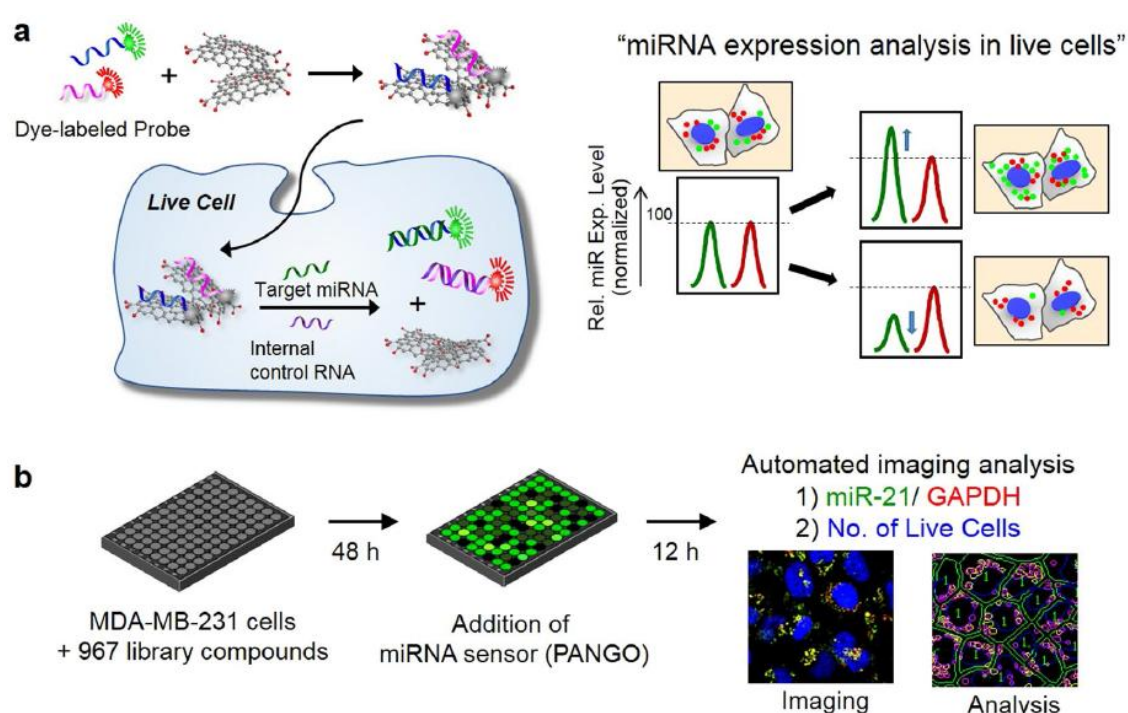 a
Dye-labeled Probe
+
Live Cell
Target miRNA
+
Internal
control RNA
“miRNA expression analysis in live cells”
Rel. miR Exp. Level
(normalized)
100
b
MDA-MB-231 cells
+ 967 library compounds
48 h
Addition of
miRNA sensor (PANGO)
12 h
Automated imaging analysis
1) miR-21/ GAPDH
2) No. of Live Cells
Imaging
Analysis